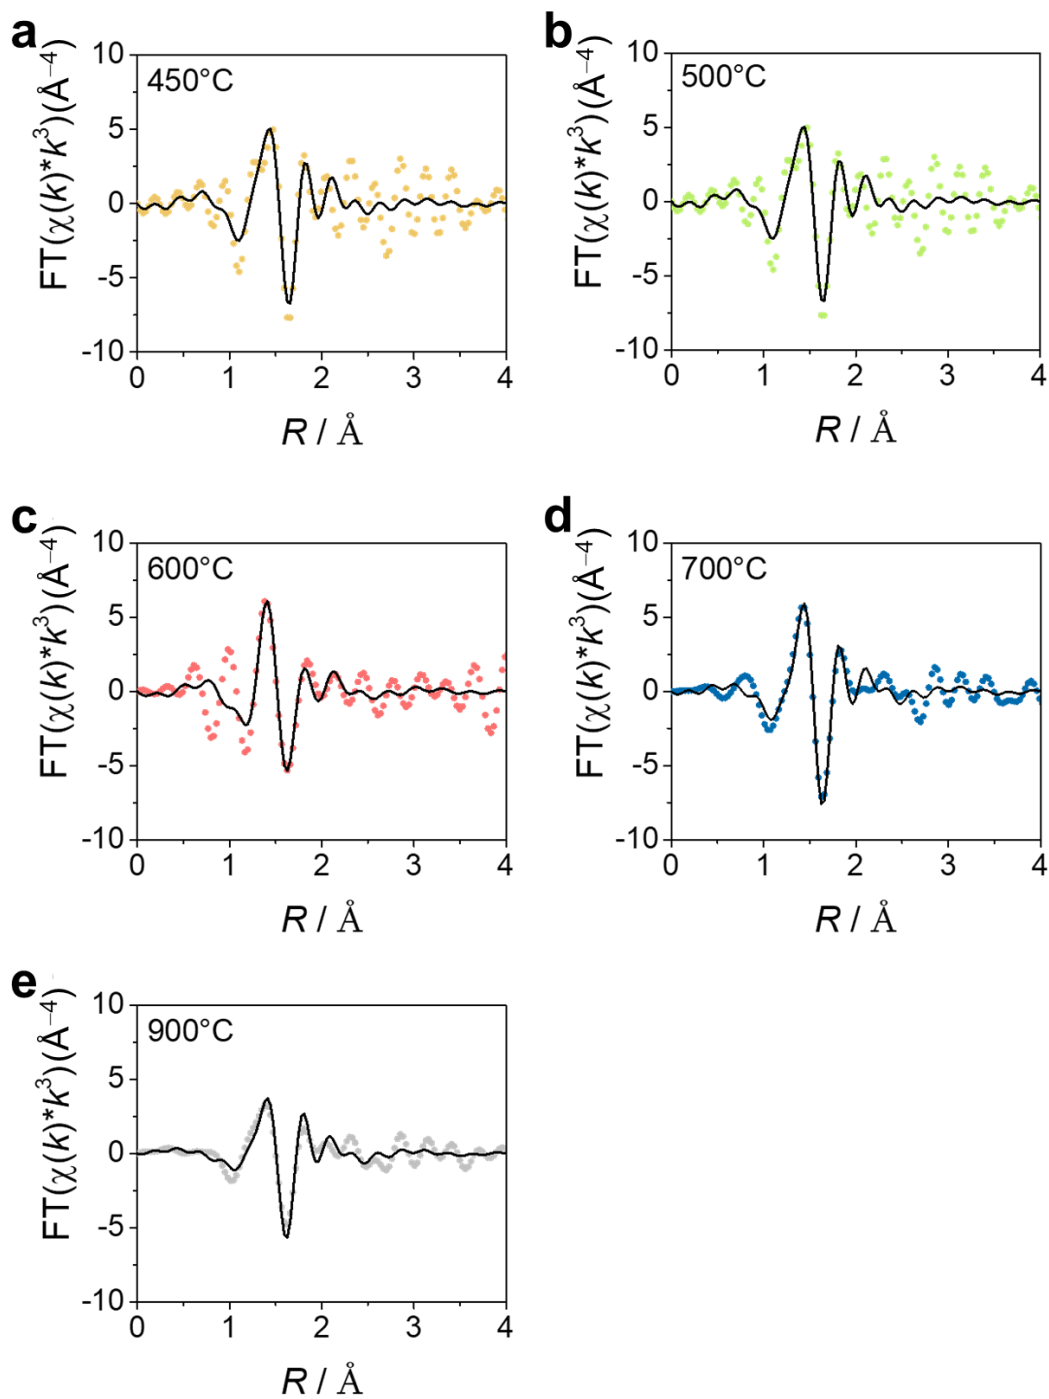 a
450°C
FT(χ(k)*k³)(Å⁻⁴)
10
5
0
-5
-10
0 1 2 3 4
R / Å
b
500°C
FT(χ(k)*k³)(Å⁻⁴)
10
5
0
-5
-10
0 1 2 3 4
R / Å
c
600°C
FT(χ(k)*k³)(Å⁻⁴)
10
5
0
-5
-10
0 1 2 3 4
R / Å
d
700°C
FT(χ(k)*k³)(Å⁻⁴)
10
5
0
-5
-10
0 1 2 3 4
R / Å
e
900°C
FT(χ(k)*k³)(Å⁻⁴)
10
5
0
-5
-10
0 1 2 3 4
R / Å